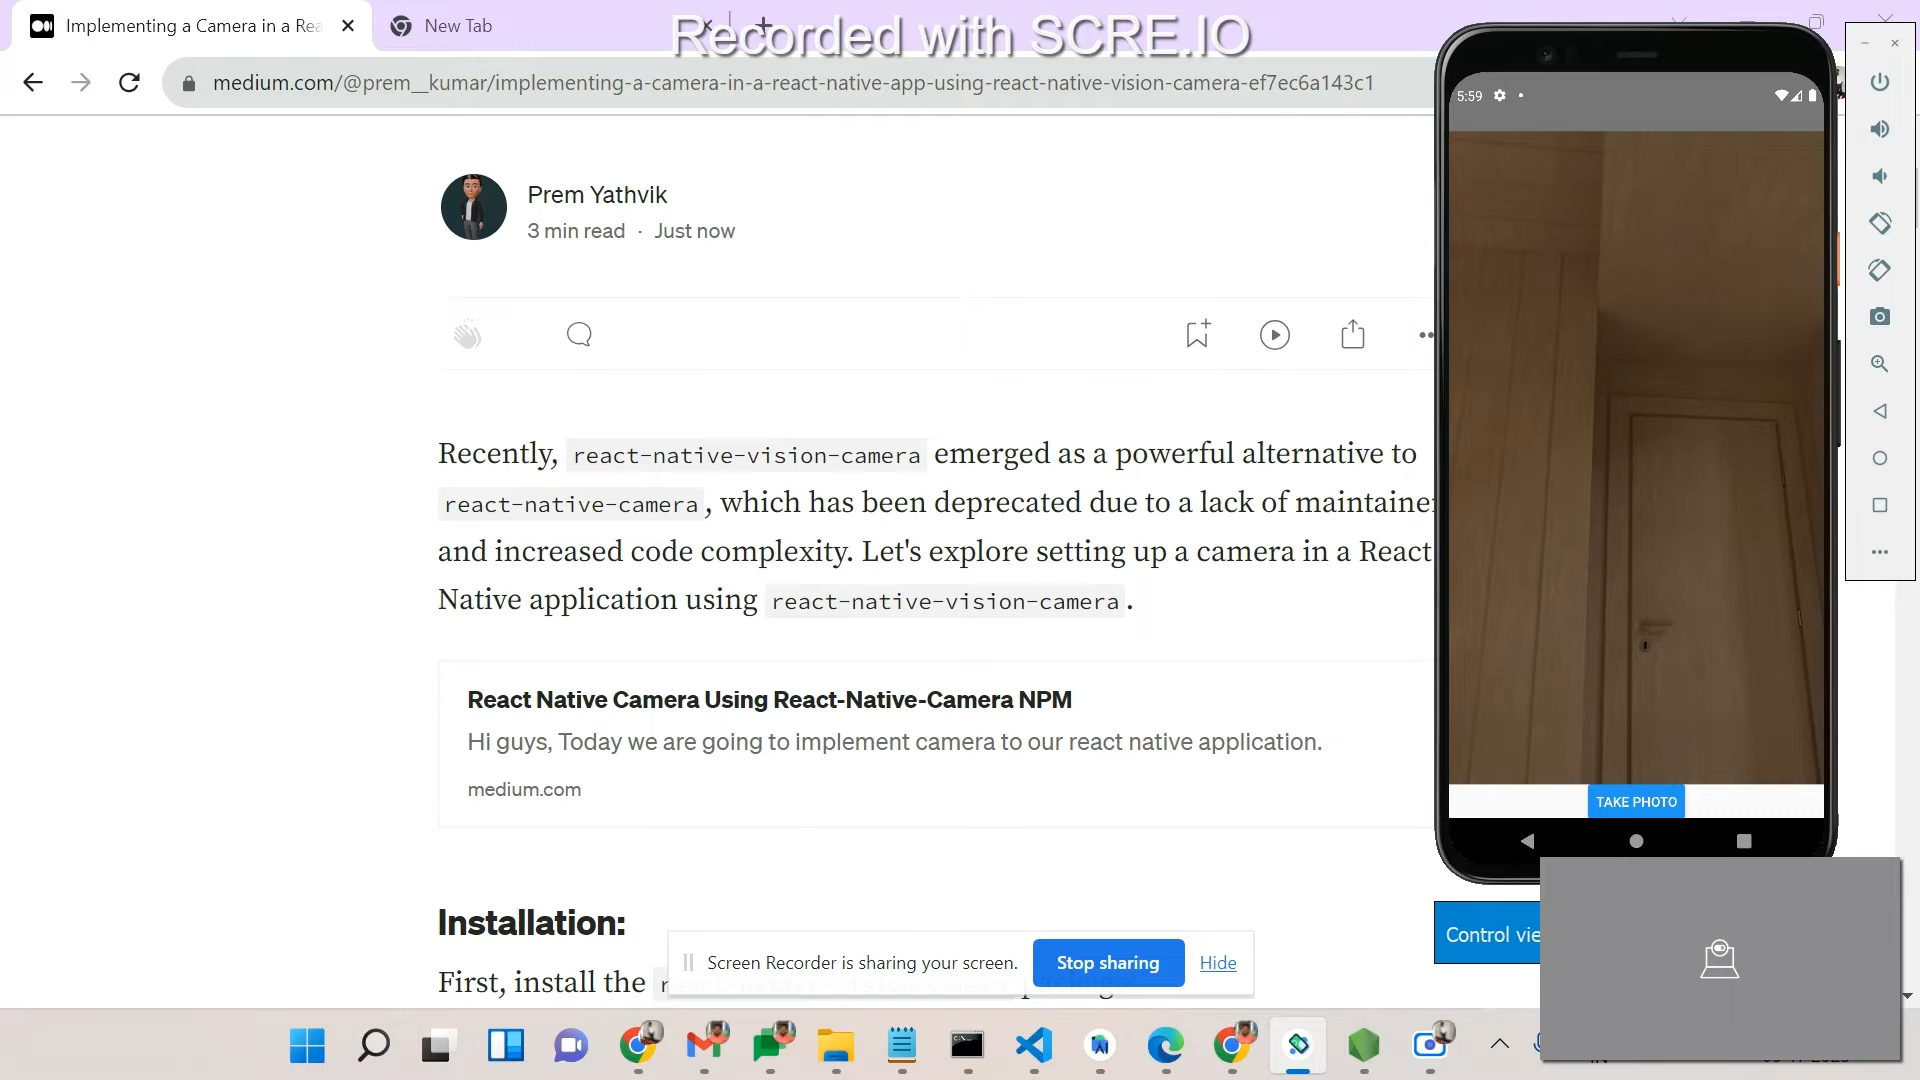 Implementing a Camera in a Rea
New Tab
Recorded with SCRE.IO
medium.com/@prem__kumar/implementing-a-camera-in-a-react-native-app-using-react-native-vision-camera-ef7ec6a143c1
5:59
Prem Yathvik
3 min read · Just now
Recently, react-native-vision-camera emerged as a powerful alternative to
react-native-camera, which has been deprecated due to a lack of maintainer
and increased code complexity. Let's explore setting up a camera in a React
Native application using react-native-vision-camera.
React Native Camera Using React-Native-Camera NPM
Hi guys, Today we are going to implement camera to our react native application.
medium.com
TAKE PHOTO
Installation:
Control vie
Screen Recorder is sharing your screen.
Stop sharing
Hide
First, install the